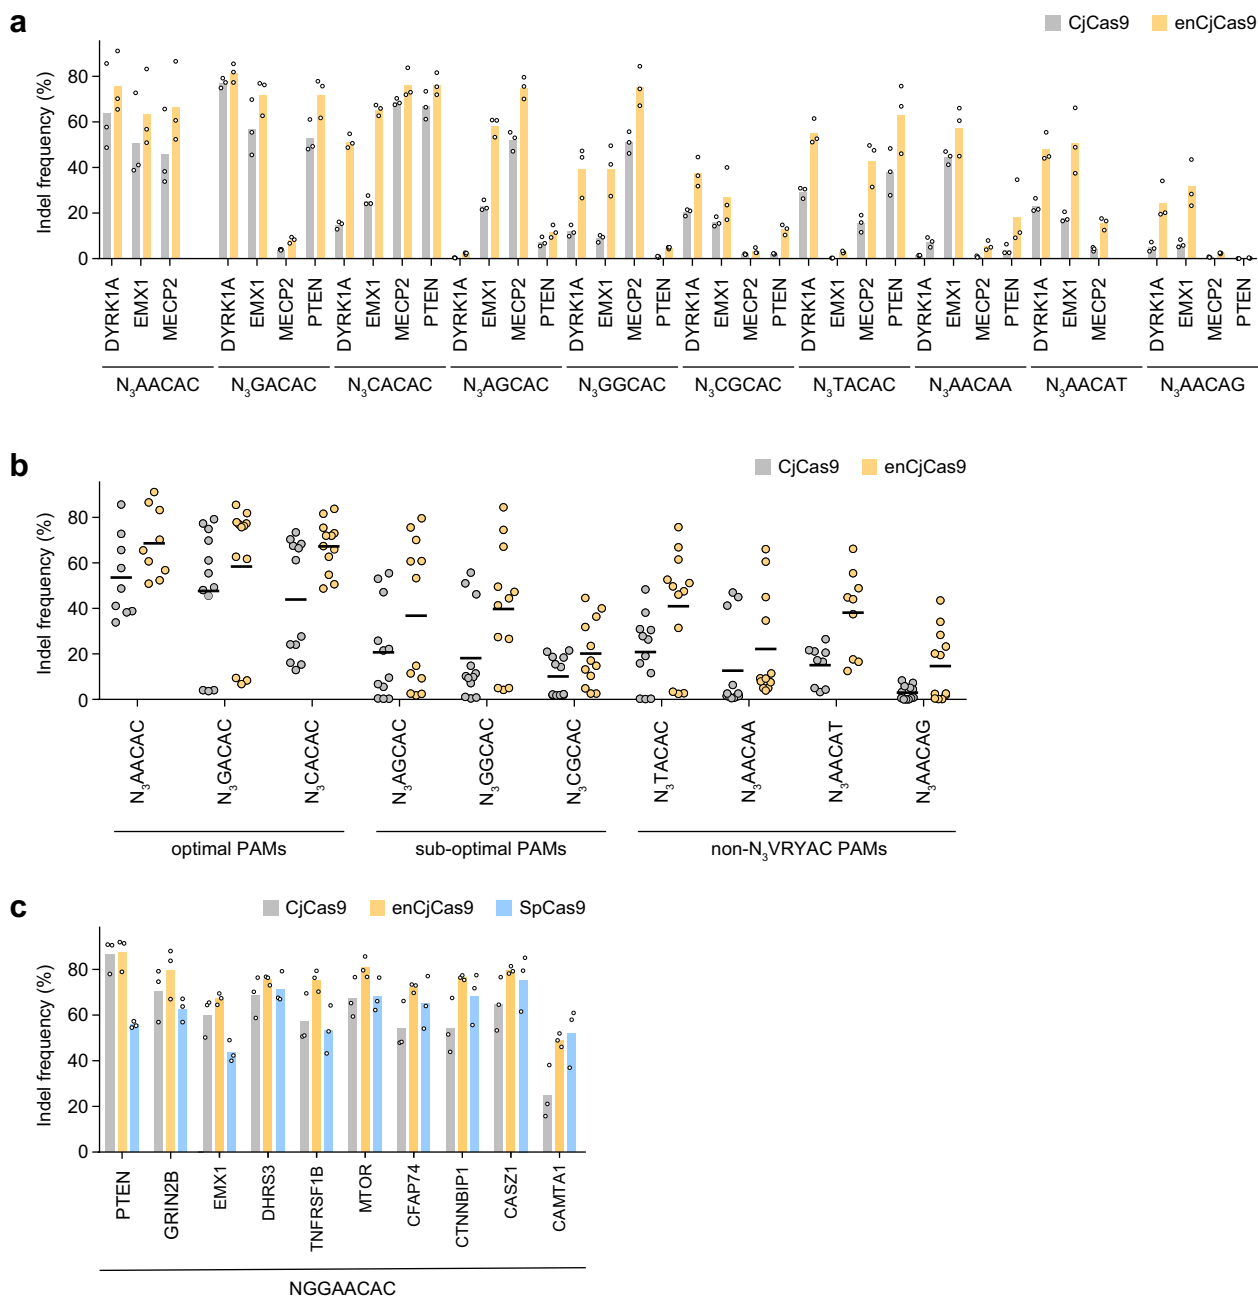 a
CjCas9 enCjCas9
Indel frequency (%)
80
60
40
20
0
DYRK1A EMX1 MECP2 DYRK1A EMX1 MECP2 PTEN DYRK1A EMX1 MECP2 PTEN DYRK1A EMX1 MECP2 PTEN DYRK1A EMX1 MECP2 PTEN DYRK1A EMX1 MECP2 PTEN DYRK1A EMX1 MECP2 PTEN DYRK1A EMX1 MECP2 PTEN DYRK1A EMX1 MECP2 DYRK1A EMX1 MECP2 PTEN
N₃AACAC N₃GACAC N₃CACAC N₃AGCAC N₃GGCAC N₃CGCAC N₃TACAC N₃AACAA N₃AACAT N₃AACAG
b
CjCas9 enCjCas9
Indel frequency (%)
80
60
40
20
0
N₃AACAC N₃GACAC N₃CACAC N₃AGCAC N₃GGCAC N₃CGCAC N₃TACAC N₃AACAA N₃AACAT N₃AACAG
optimal PAMs sub-optimal PAMs non-N₃VRYAC PAMs
c
CjCas9 enCjCas9 SpCas9
Indel frequency (%)
80
60
40
20
0
PTEN GRIN2B EMX1 DHRS3 TNFRSF1B MTOR CFAP74 CTNNBIP1 CASZ1 CAMTA1
NGGAACAC